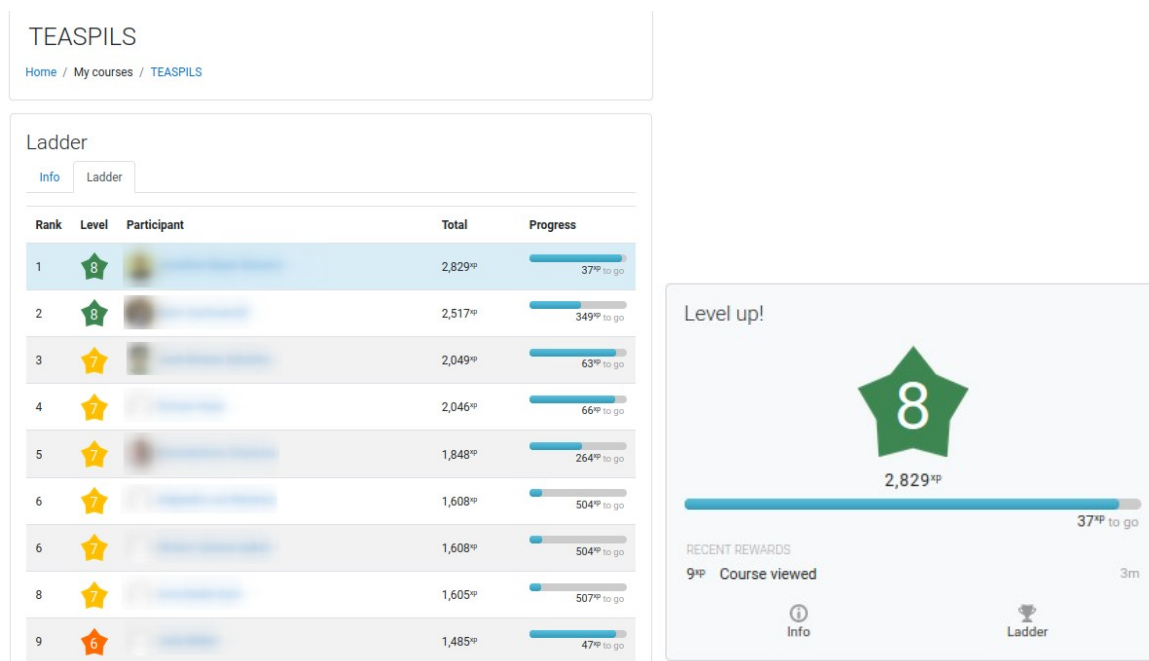 TEASPILS
Home / My courses / TEASPILS
Ladder
Info Ladder
Rank Level Participant Total Progress
1 8 2,829xp 37xp to go
2 8 2,517xp 349xp to go
3 7 2,049xp 63xp to go
4 7 2,046xp 66xp to go
5 7 1,848xp 264xp to go
6 7 1,608xp 504xp to go
6 7 1,608xp 504xp to go
8 7 1,605xp 507xp to go
9 6 1,485xp 47xp to go
Level up!
8
2,829xp
37xp to go
RECENT REWARDS
9xp Course viewed 3m
Info Ladder